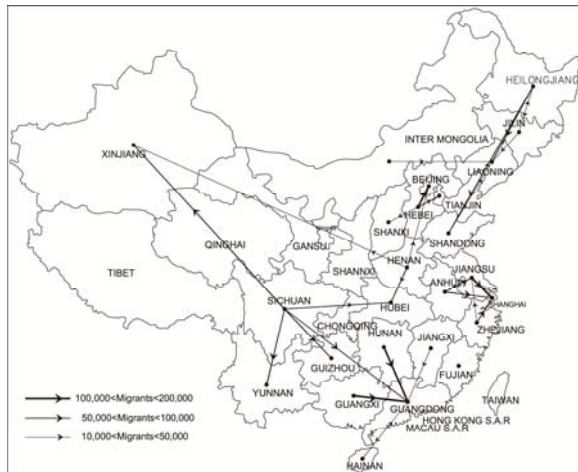 HEILONGJIANG
JILIN
INTER MONGOLIA
XINJIANG
LIAONING
BEIJING
TIANJIN
HEBEI
SHANXI
SHANDONG
QINGHAI
GANSU
HENAN
TIBET
SHANNXI
JIANGSU
ANHUI
SHANGHAI
SICHUAN
HUBEI
CHONGQING
ZHEJIANG
HUNAN
JIANGXI
GUIZHOU
FUJIAN
YUNNAN
GUANGXI
GUANGDONG
TAIWAN
HONG KONG S.A.R
MACAU S.A.R
HAINAN
100,000<Migrants<200,000
50,000<Migrants<100,000
10,000<Migrants<50,000